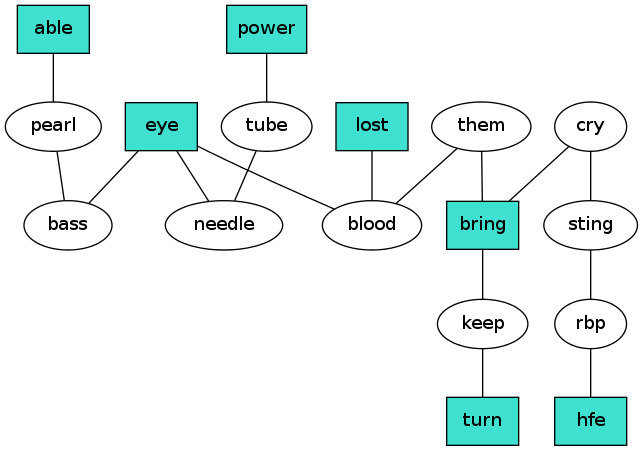 able
power
pearl
eye
tube
lost
them
cry
bass
needle
blood
bring
sting
keep
rbp
turn
hfe